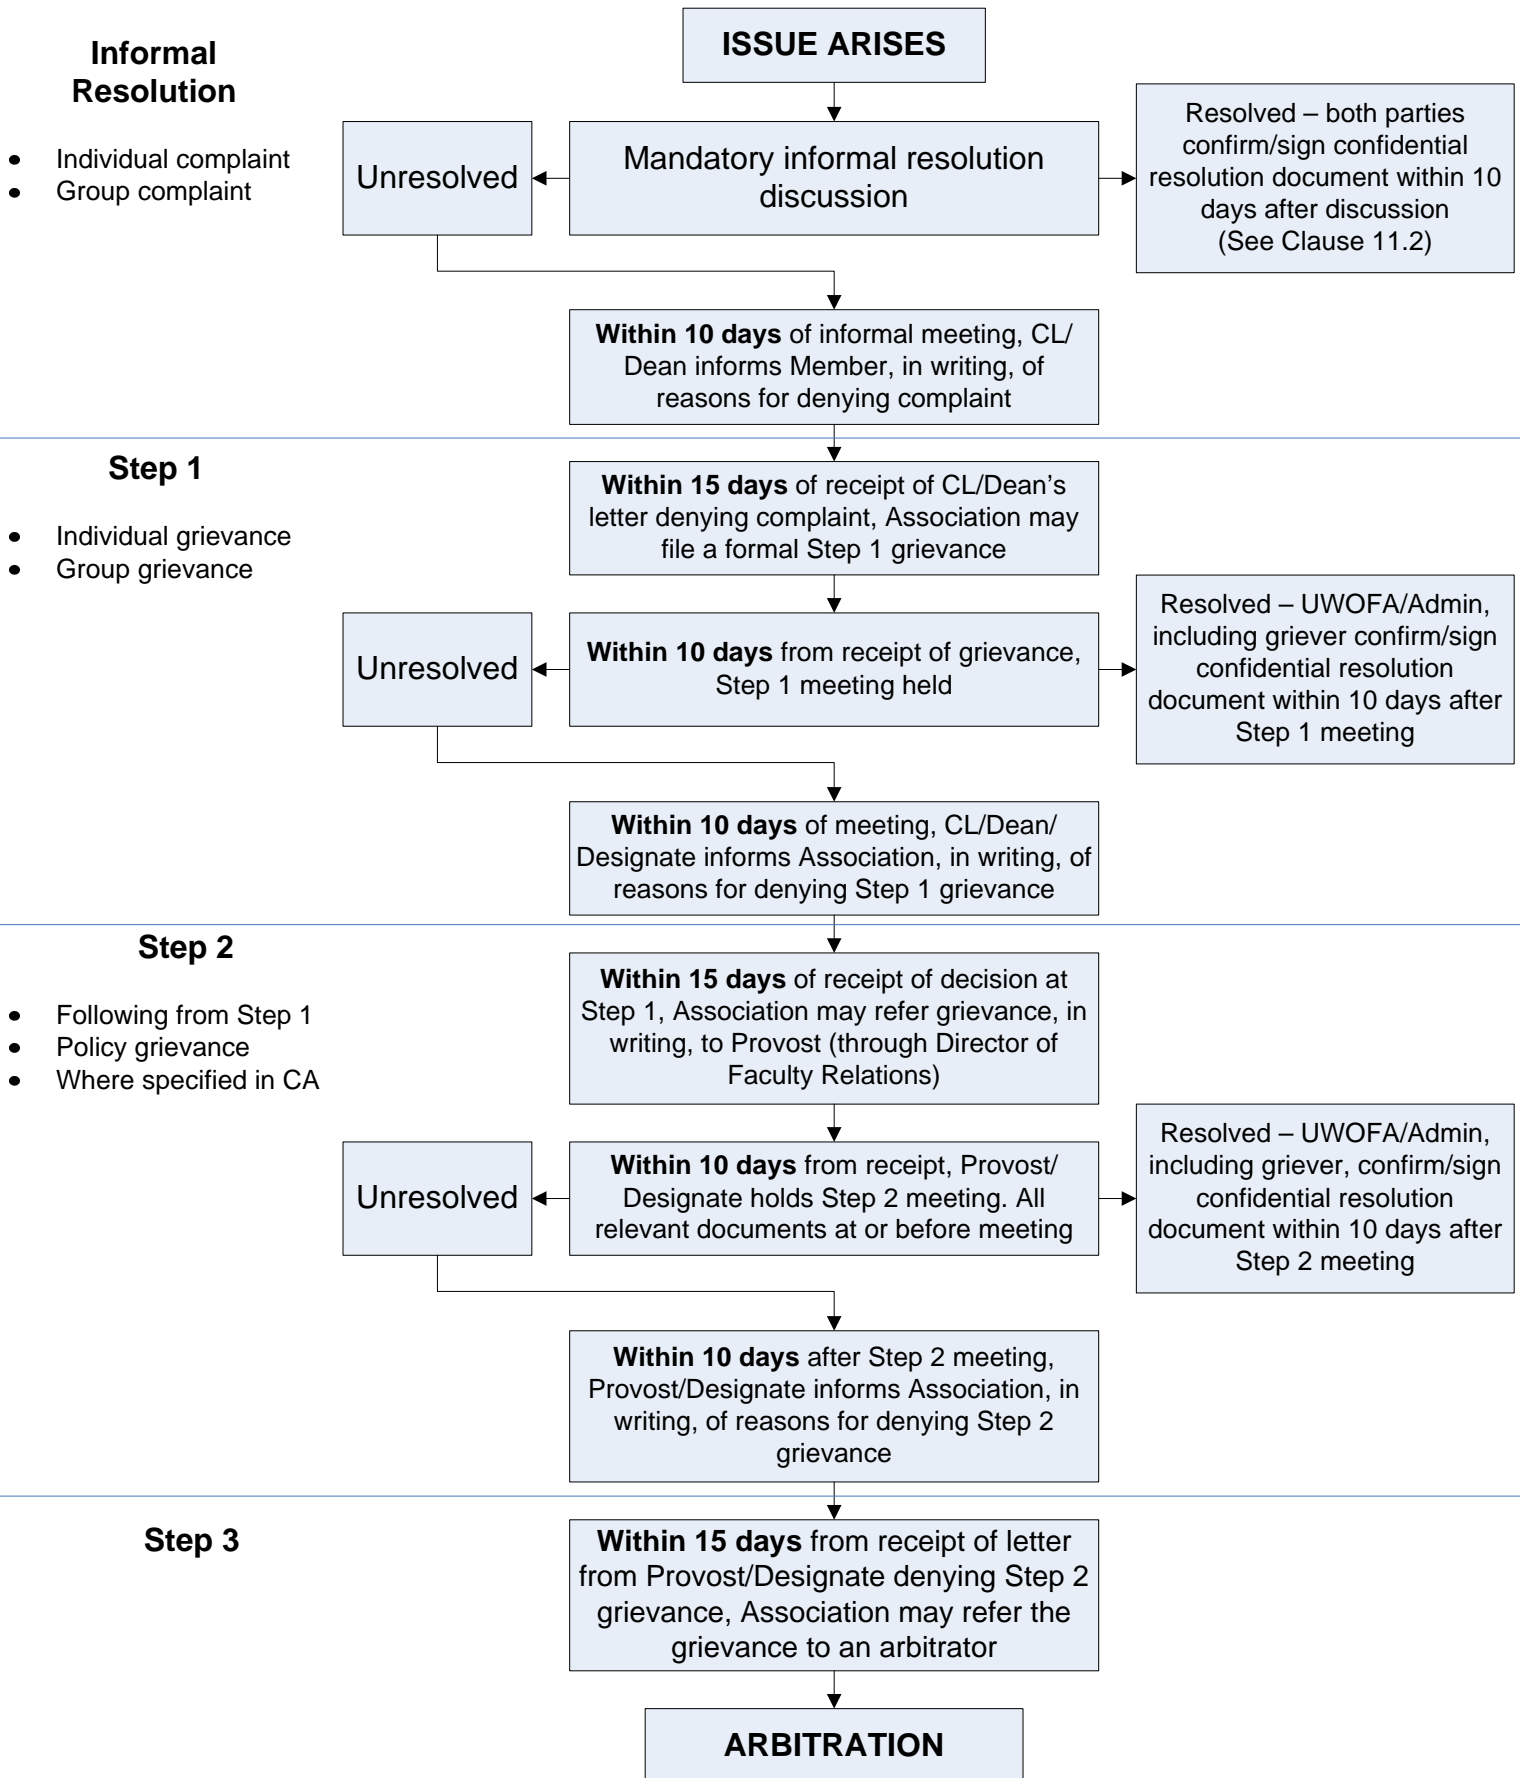 ISSUE ARISES
Informal
Resolution
• Individual complaint
• Group complaint
Unresolved
Mandatory informal resolution
discussion
Resolved – both parties
confirm/sign confidential
resolution document within 10
days after discussion
(See Clause 11.2)
Within 10 days of informal meeting, CL/
Dean informs Member, in writing, of
reasons for denying complaint
Step 1
• Individual grievance
• Group grievance
Within 15 days of receipt of CL/Dean’s
letter denying complaint, Association may
file a formal Step 1 grievance
Unresolved
Within 10 days from receipt of grievance,
Step 1 meeting held
Resolved – UWOFA/Admin,
including griever confirm/sign
confidential resolution
document within 10 days after
Step 1 meeting
Within 10 days of meeting, CL/Dean/
Designate informs Association, in writing, of
reasons for denying Step 1 grievance
Step 2
• Following from Step 1
• Policy grievance
• Where specified in CA
Within 15 days of receipt of decision at
Step 1, Association may refer grievance, in
writing, to Provost (through Director of
Faculty Relations)
Unresolved
Within 10 days from receipt, Provost/
Designate holds Step 2 meeting. All
relevant documents at or before meeting
Resolved – UWOFA/Admin,
including griever, confirm/sign
confidential resolution
document within 10 days after
Step 2 meeting
Within 10 days after Step 2 meeting,
Provost/Designate informs Association, in
writing, of reasons for denying Step 2
grievance
Step 3
Within 15 days from receipt of letter
from Provost/Designate denying Step 2
grievance, Association may refer the
grievance to an arbitrator
ARBITRATION